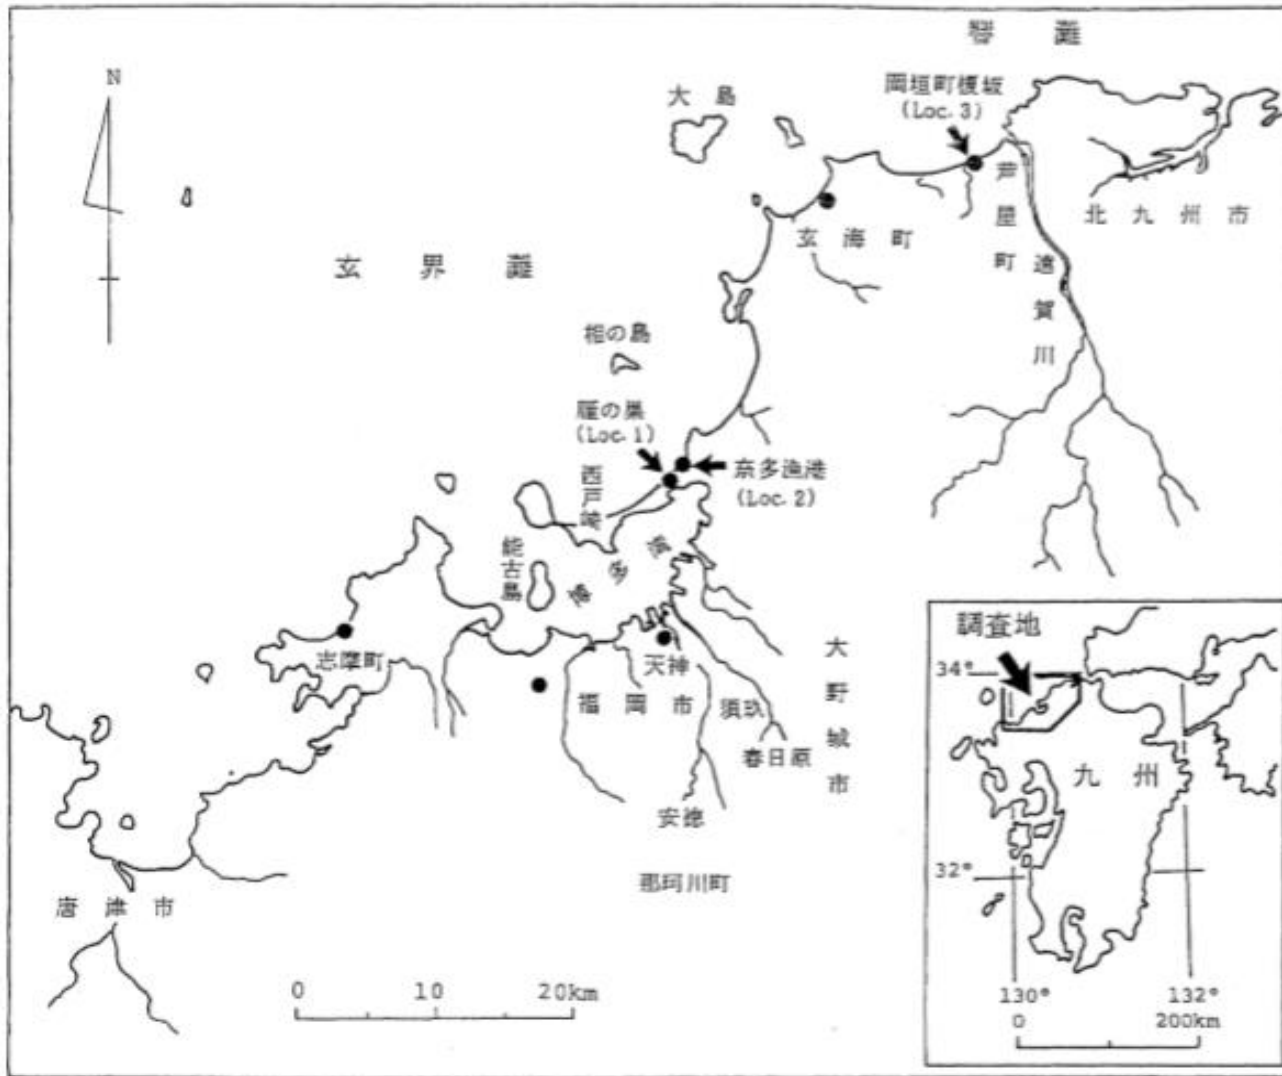 響 灘
N
大 島
岡垣町榎坂
(Loc. 3)
芦屋町
北 九 州 市
玄 海 町
玄 界 灘
遠賀川
相の島
雁の巣
(Loc. 1)
奈多漁港
(Loc. 2)
西戸崎
能古島
博多湾
志摩町
天神
福 岡 市
須玖
春日原
大野城市
安徳
那珂川町
唐 津 市
0 10 20km
調査地
34°
九 州
32°
130° 132°
0 200km